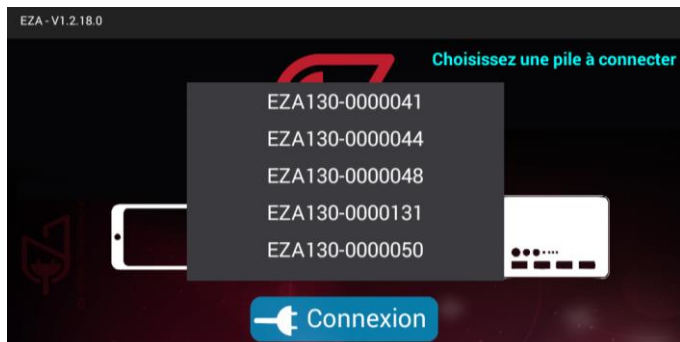 EZA - V1.2.18.0
Choisissez une pile à connecter
EZA130-0000041
EZA130-0000044
EZA130-0000048
EZA130-0000131
EZA130-0000050
Connexion